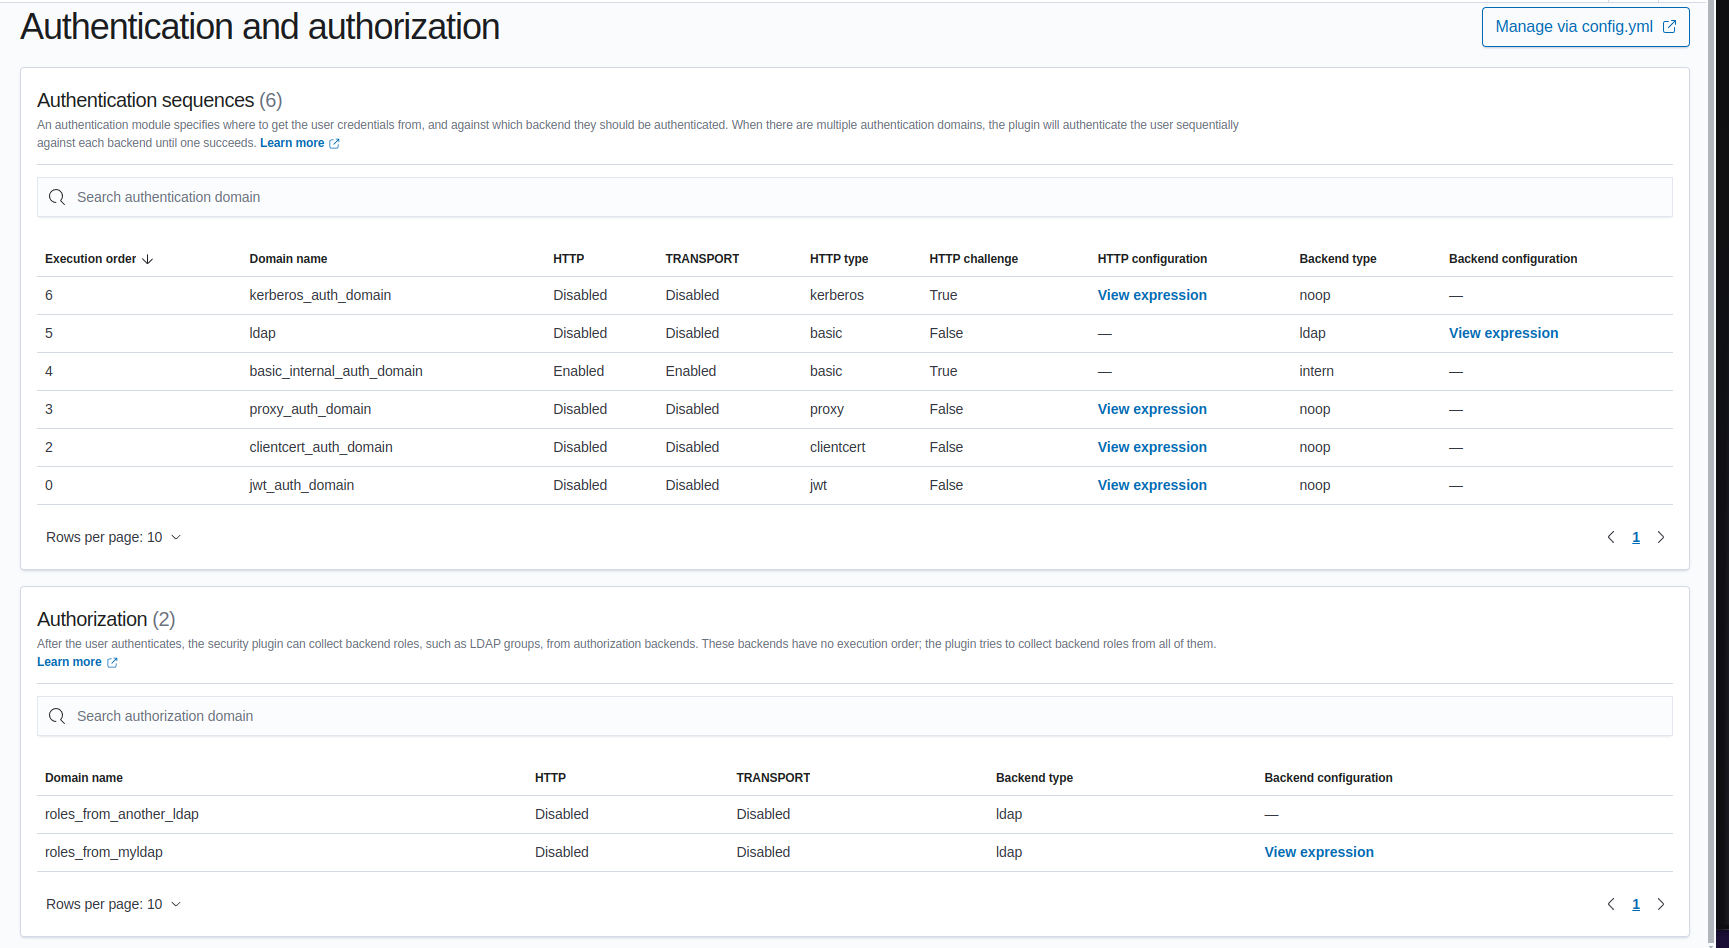 Authentication and authorization
Manage via config.yml
Authentication sequences (6)
An authentication module specifies where to get the user credentials from, and against which backend they should be authenticated. When there are multiple authentication domains, the plugin will authenticate the user sequentially
against each backend until one succeeds. Learn more
Search authentication domain
Execution order Domain name HTTP TRANSPORT HTTP type HTTP challenge HTTP configuration Backend type Backend configuration
6 kerberos_auth_domain Disabled Disabled kerberos True View expression noop —
5 ldap Disabled Disabled basic False — ldap View expression
4 basic_internal_auth_domain Enabled Enabled basic True — intern —
3 proxy_auth_domain Disabled Disabled proxy False View expression noop —
2 clientcert_auth_domain Disabled Disabled clientcert False View expression noop —
0 jwt_auth_domain Disabled Disabled jwt False View expression noop —
Rows per page: 10
1
Authorization (2)
After the user authenticates, the security plugin can collect backend roles, such as LDAP groups, from authorization backends. These backends have no execution order; the plugin tries to collect backend roles from all of them.
Learn more
Search authorization domain
Domain name HTTP TRANSPORT Backend type Backend configuration
roles_from_another_ldap Disabled Disabled ldap —
roles_from_myldap Disabled Disabled ldap View expression
Rows per page: 10
1